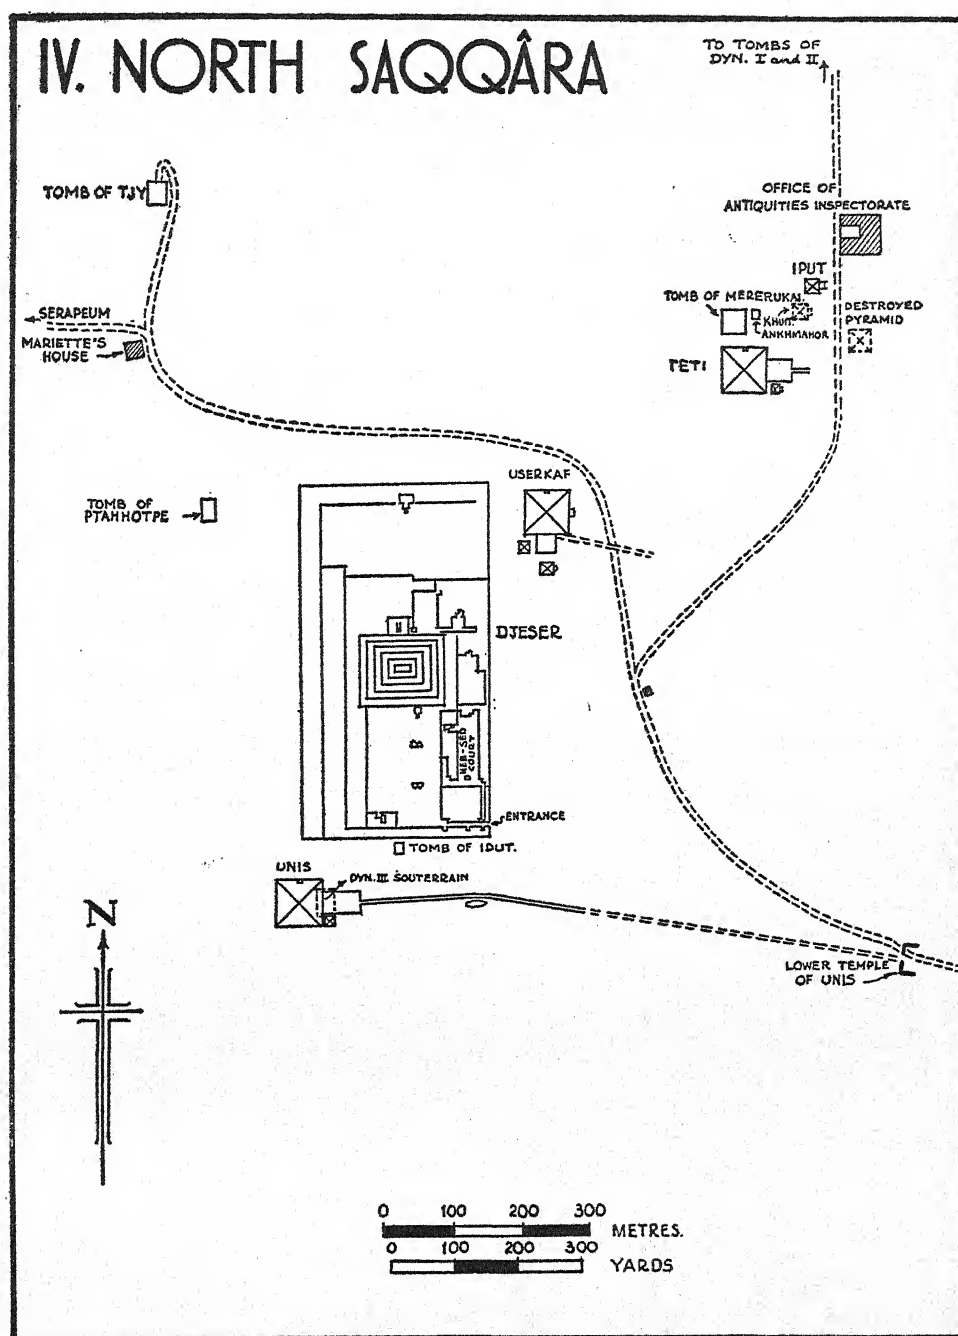 IV. NORTH SAQQÂRA
TO TOMBS OF
DYN. I and II
TOMB OF TJY
OFFICE OF
ANTIQUITIES INSPECTORATE
IPUT
TOMB OF MERERUKA.
KHUIT.
ANKHMAHOR
DESTROYED
PYRAMID
SERAPEUM
MARIETTE'S
HOUSE
TETI
USERKAF
TOMB OF
PTAHHOTPE
DJESER
HEB-SED
COURT
ENTRANCE
TOMB OF IDUT.
UNIS
DYN. III SOUTERRAIN
LOWER TEMPLE
OF UNIS
N
0 100 200 300
METRES.
0 100 200 300
YARDS